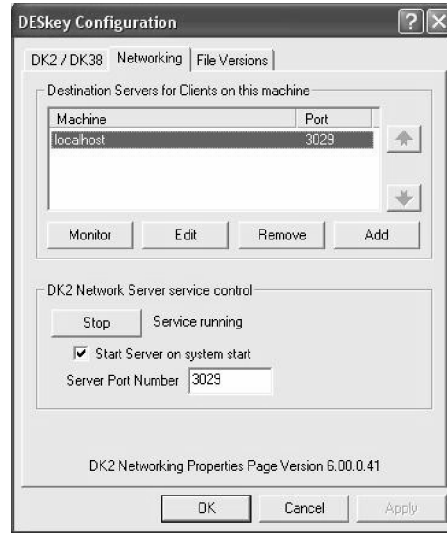 DESkey Configuration
DK2 / DK38 Networking File Versions
Destination Servers for Clients on this machine
Machine Port
localhost 3029
Monitor Edit Remove Add
DK2 Network Server service control
Stop Service running
Start Server on system start
Server Port Number 3029
DK2 Networking Properties Page Version 6.00.0.41
OK Cancel Apply